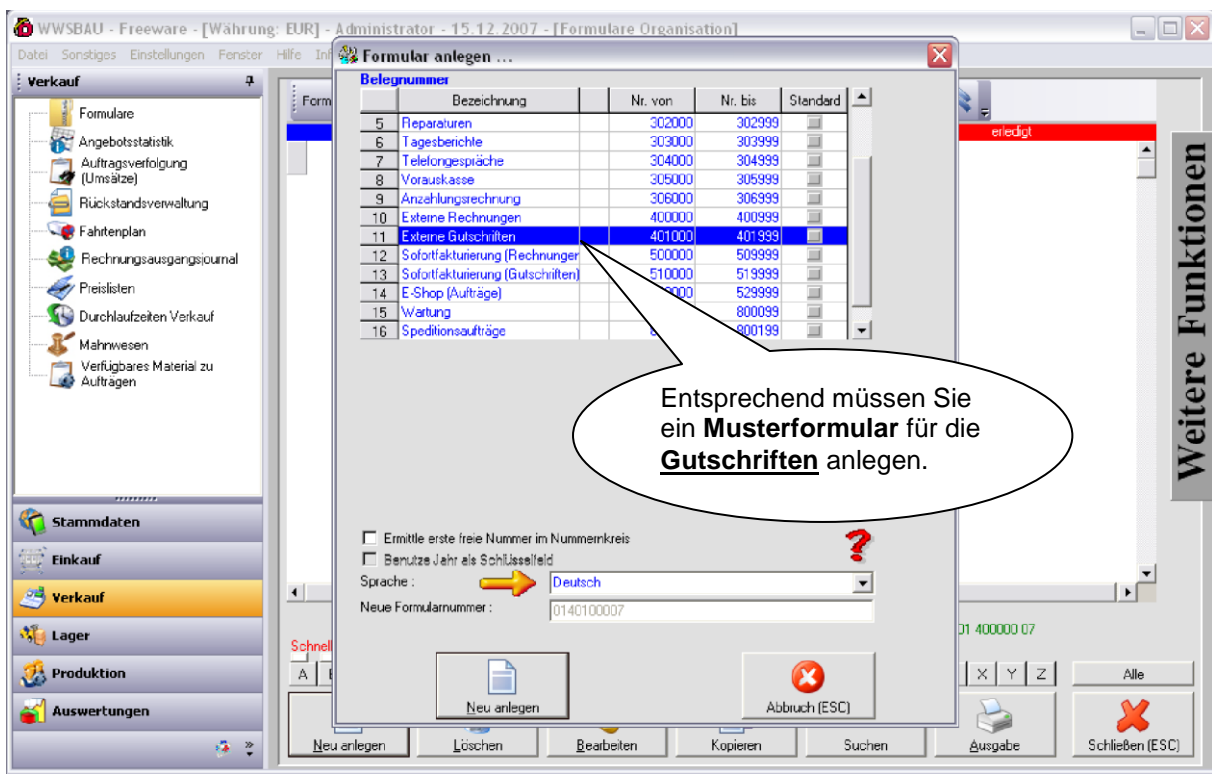 WWSBAU - Freeware - [Währung: EUR] - Administrator - 15.12.2007 - [Formulare Organisation]
Datei Sonstiges Einstellungen Fenster Hilfe
Verkauf
Formulare
Angebotsstatistik
Auftragsverfolgung
(Umsätze)
Rückstandsverwaltung
Fahrtenplan
Rechnungsausgangsjournal
Preislisten
Durchlaufzeiten Verkauf
Mahnwesen
Verfügbares Material zu
Aufträgen
Stammdaten
Einkauf
Verkauf
Lager
Produktion
Auswertungen
Form
erledigt
Formular anlegen ...
Belegnummer
Bezeichnung Nr. von Nr. bis Standard
5 Reparaturen 302000 302999
6 Tagesberichte 303000 303999
7 Telefongespräche 304000 304999
8 Vorauskasse 305000 305999
9 Anzahlungsrechnung 306000 306999
10 Externe Rechnungen 400000 400999
11 Externe Gutschriften 401000 401999
12 Sofortfakturierung (Rechnunger 500000 509999
13 Sofortfakturierung (Gutschriften) 510000 519999
14 E-Shop (Aufträge) 529999
15 Wartung 800099
16 Speditionsaufträge 800199
Entsprechend müssen Sie
ein Musterformular für die
Gutschriften anlegen.
Ermittle erste freie Nummer im Nummernkreis
Benutze Jahr als Schlüsselfeld
Sprache : Deutsch
Neue Formularnummer : 0140100007
Neu anlegen Abbruch (ESC)
01 400000 07
Schnell
A X Y Z Alle
Neu anlegen Löschen Bearbeiten Kopieren Suchen Ausgabe Schließen (ESC)
Weitere Funktionen